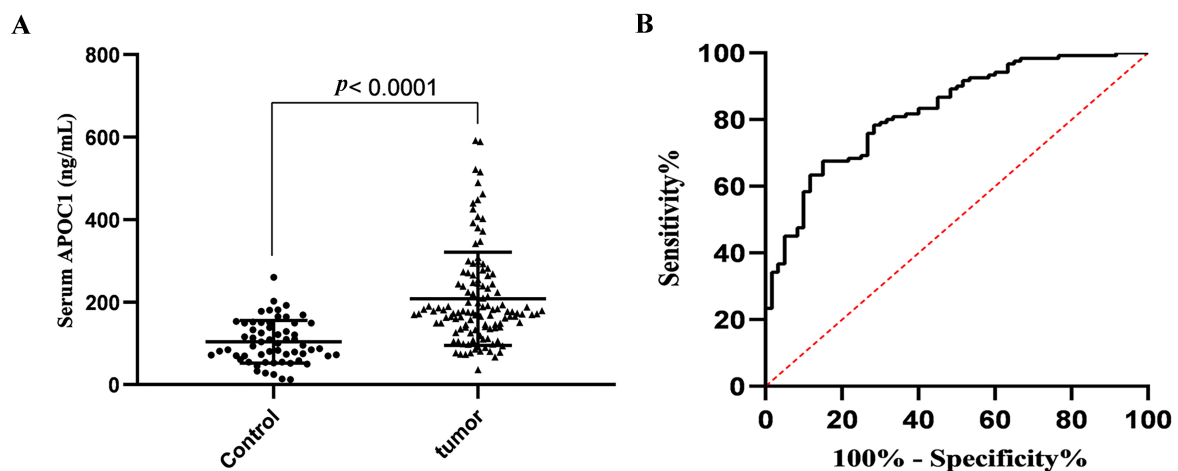 A
Serum APOC1 (ng/mL)
800
600
400
200
0
p< 0.0001
Control
tumor
B
Sensitivity%
100
80
60
40
20
0
0 20 40 60 80 100
100% - Specificity%